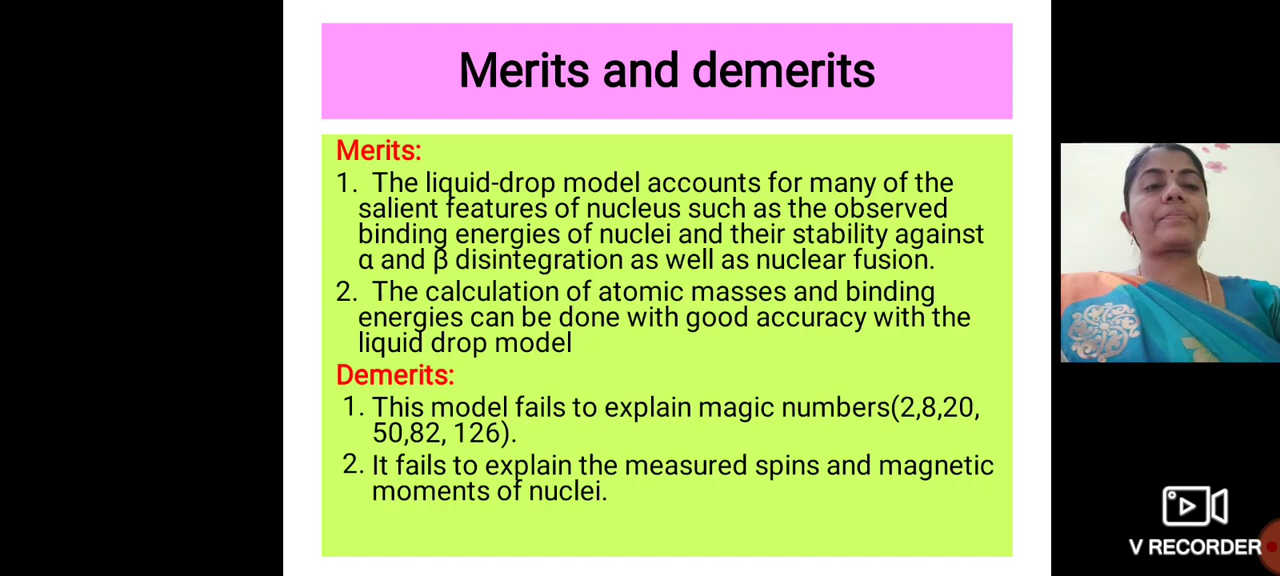 Merits and demerits
Merits:
1. The liquid-drop model accounts for many of the
salient features of nucleus such as the observed
binding energies of nuclei and their stability against
α and β disintegration as well as nuclear fusion.
2. The calculation of atomic masses and binding
energies can be done with good accuracy with the
liquid drop model
Demerits:
1. This model fails to explain magic numbers(2,8,20,
50,82, 126).
2. It fails to explain the measured spins and magnetic
moments of nuclei.
V RECORDER